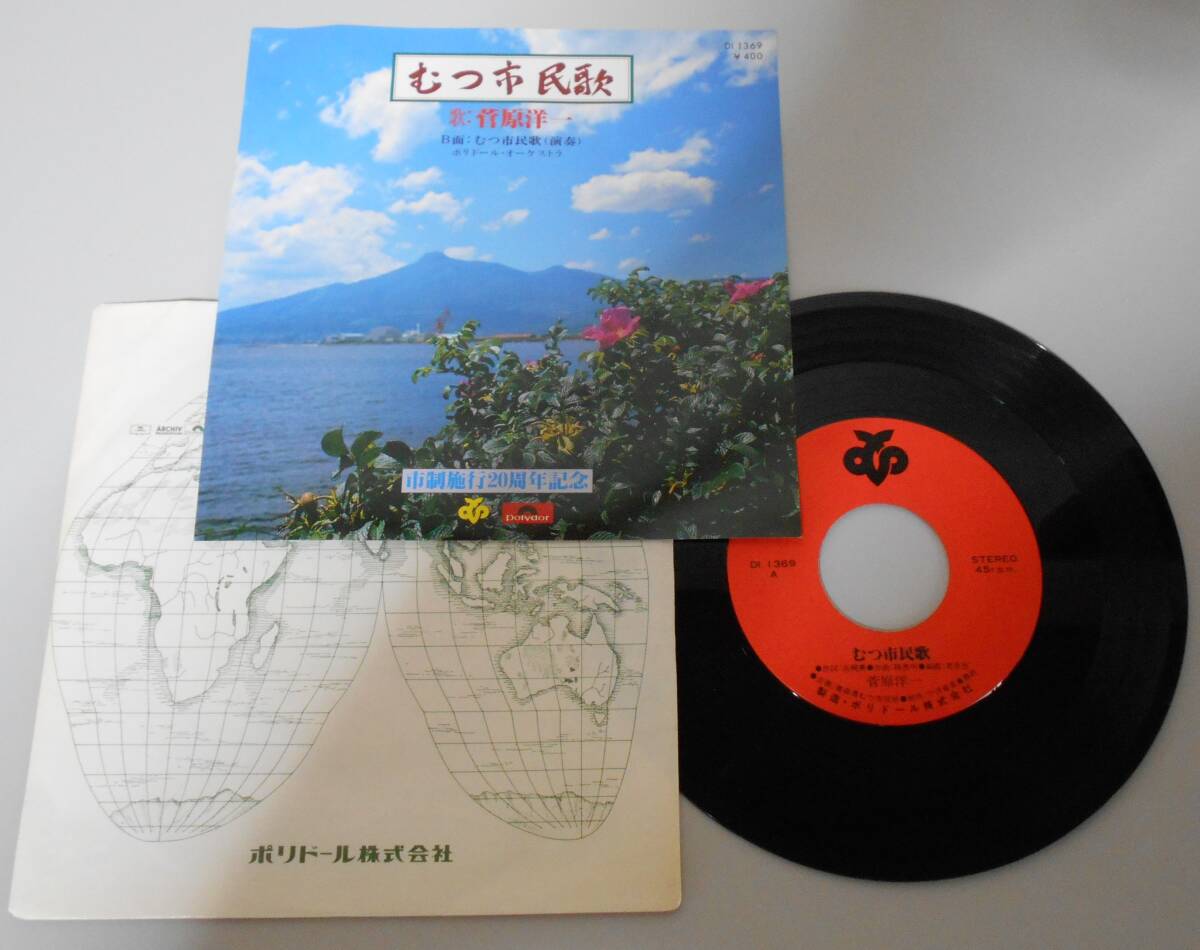 DI 1369
¥400
むつ市民歌
歌:菅原洋一
B面:むつ市民歌(演奏)
ポリドール・オーケストラ
市制施行20周年記念
Polydor
ARCHIV
ポリドール株式会社
DI 1369
A
STEREO
45r.p.m.
むつ市民歌
菅原洋一
製造・ポリドール株式会社